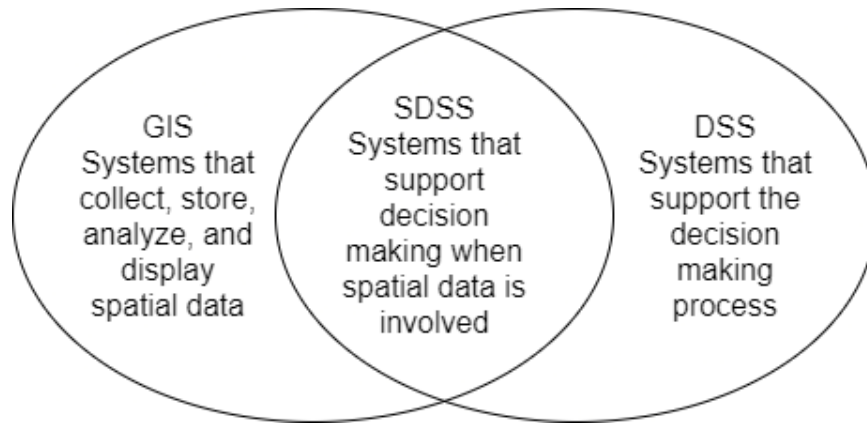 GIS
Systems that
collect, store,
analyze, and
display
spatial data
SDSS
Systems that
support
decision
making when
spatial data is
involved
DSS
Systems that
support the
decision
making
process